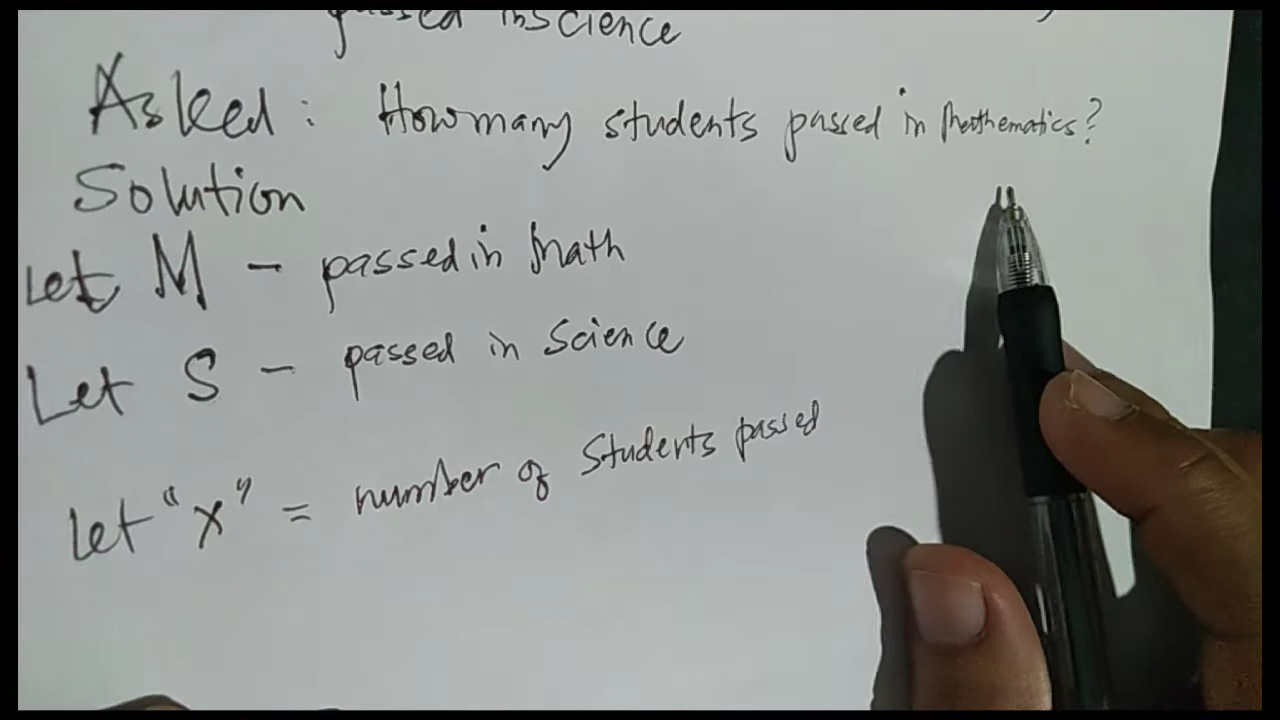 passed in science
Asked: How many students passed in Mathematics?
Solution
Let M - passed in Math
Let S - passed in Science
Let "x" = number of Students passed